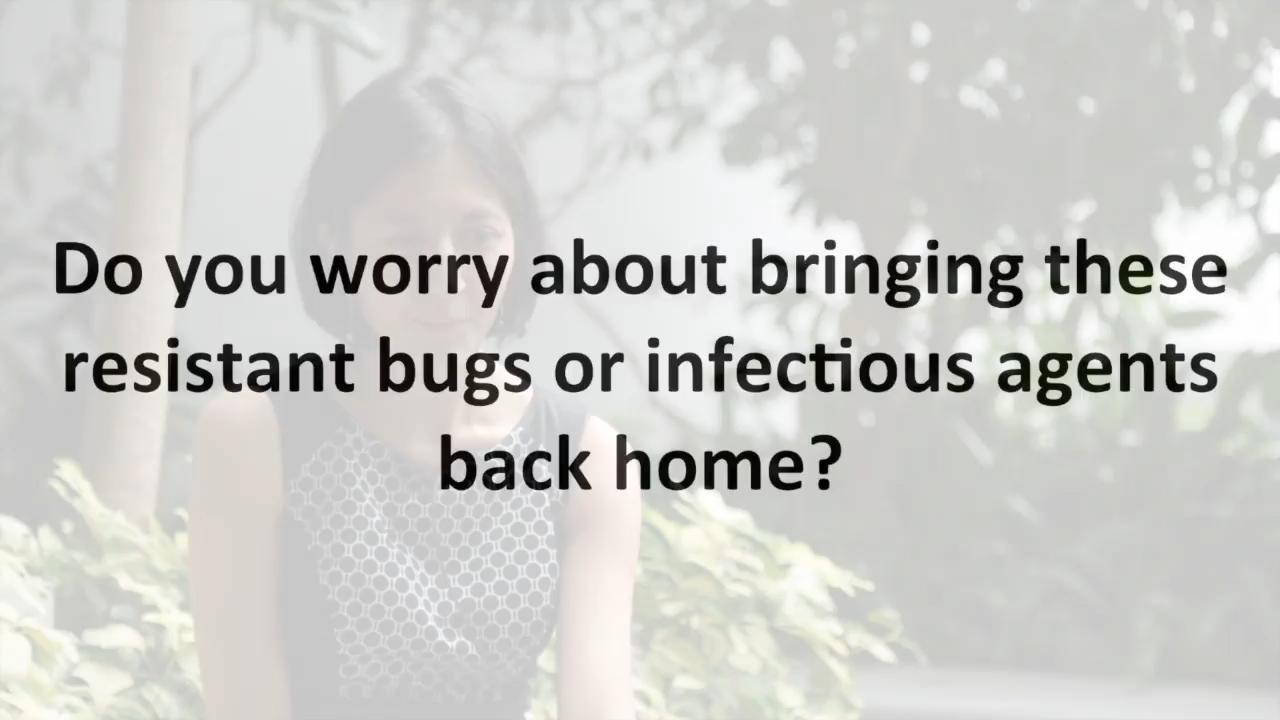 Do you worry about bringing these
resistant bugs or infectious agents
back home?